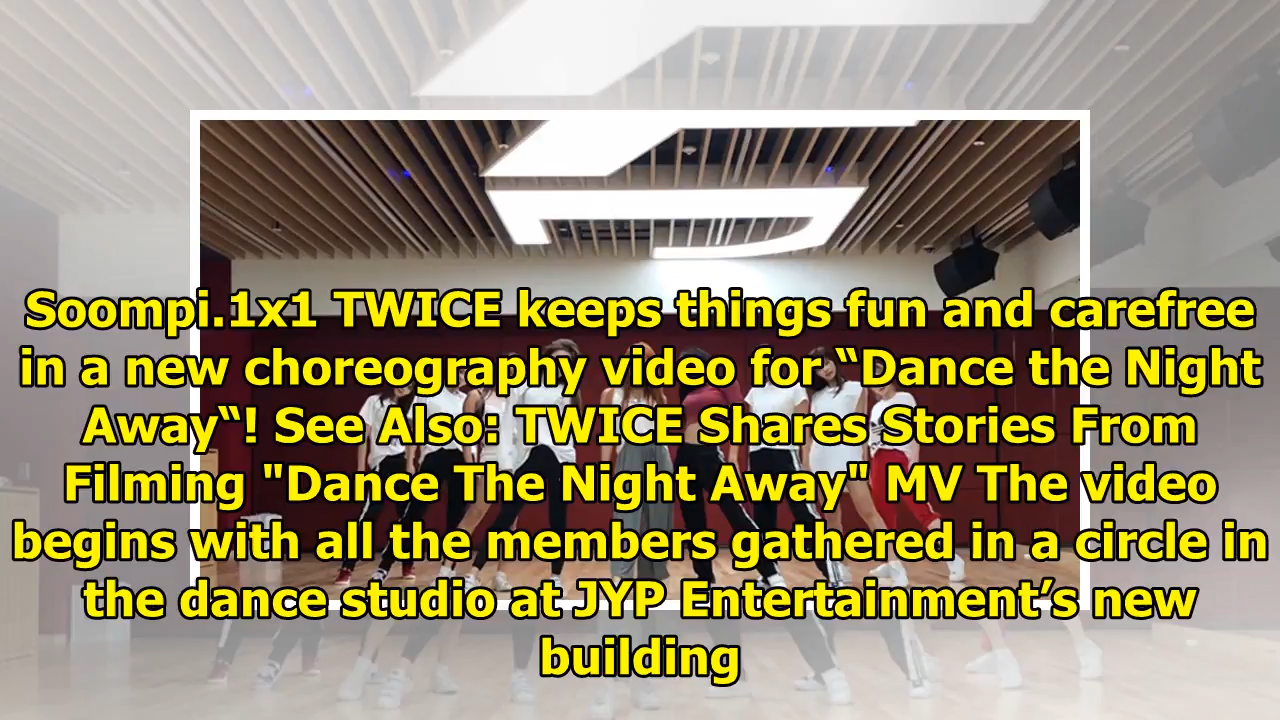 Soompi.1x1 TWICE keeps things fun and carefree
in a new choreography video for “Dance the Night
Away“! See Also: TWICE Shares Stories From
Filming "Dance The Night Away" MV The video
begins with all the members gathered in a circle in
the dance studio at JYP Entertainment’s new
building